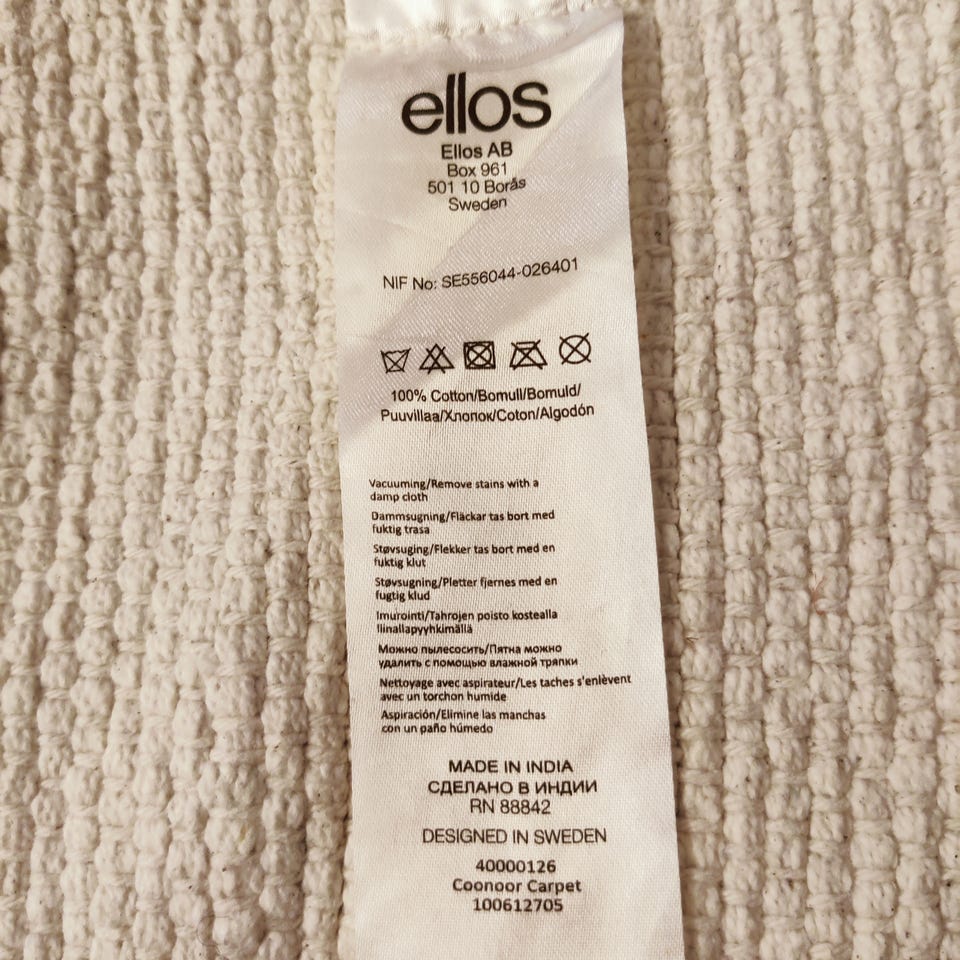 ellos
Ellos AB
Box 961
501 10 Borås
Sweden
NIF No: SE556044-026401
100% Cotton/Bomull/Bomuld/
Puuvillaa/Хлопок/Coton/Algodón
Vacuuming/Remove stains with a
damp cloth
Dammsugning/Fläckar tas bort med
fuktig trasa
Støvsuging/Flekker tas bort med en
fuktig klut
Støvsugning/Pletter fjernes med en
fugtig klud
Imurointi/Tahrojen poisto kostealla
liinallapyyhkimällä
Можно пылесосить/Пятна можно
удалить с помощью влажной тряпки
Nettoyage avec aspirateur/Les taches s'enlèvent
avec un torchon humide
Aspiración/Elimine las manchas
con un paño húmedo
MADE IN INDIA
СДЕЛАНО В ИНДИИ
RN 88842
DESIGNED IN SWEDEN
40000126
Coonoor Carpet
100612705